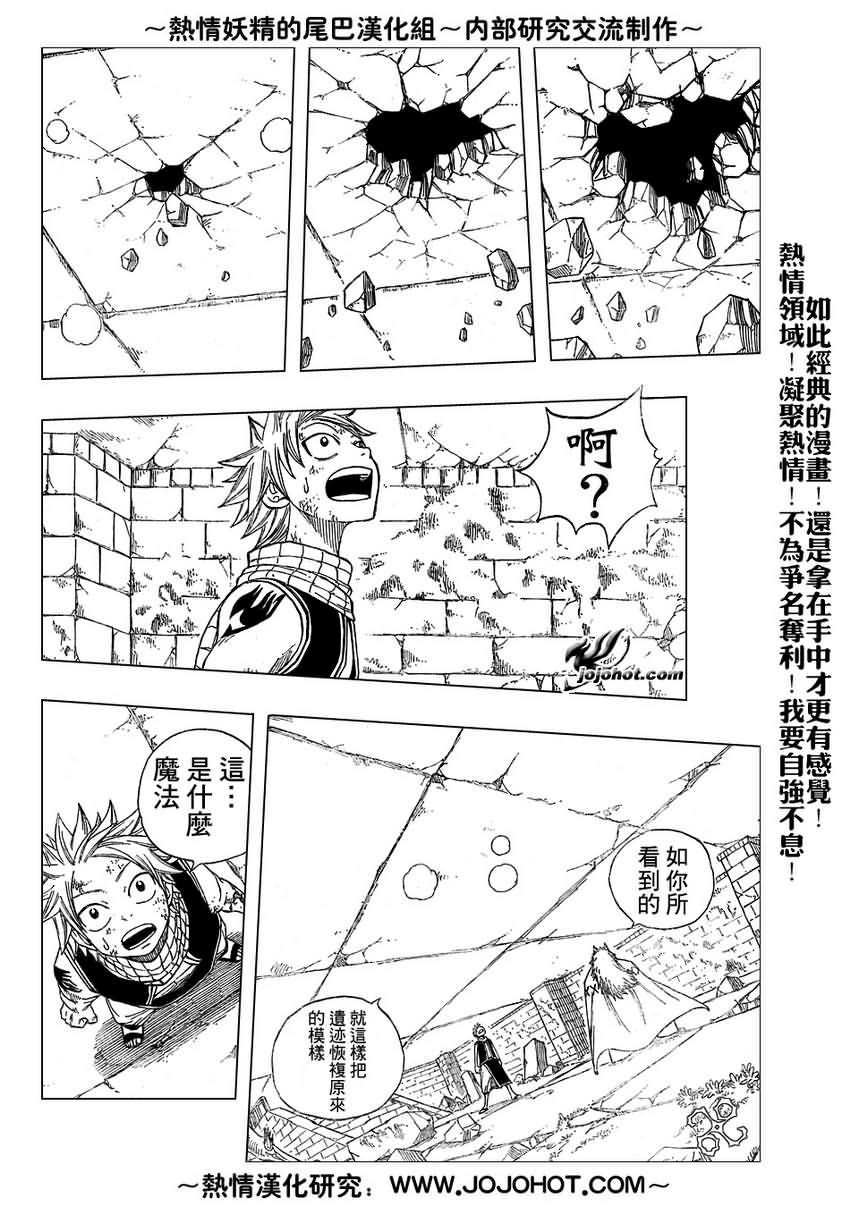 ～熱情妖精的尾巴漢化組～内部研究交流制作～
啊？
jojohot.com
如你所
看到的
就這樣把
遺迹恢複原來
的模樣
這…
是什麼
魔法
如此經典的漫畫！還是拿在手中才更有感覺！
熱情領域！凝聚熱情！不為爭名奪利！我要自強不息！
～熱情漢化研究：WWW.JOJOHOT.COM～